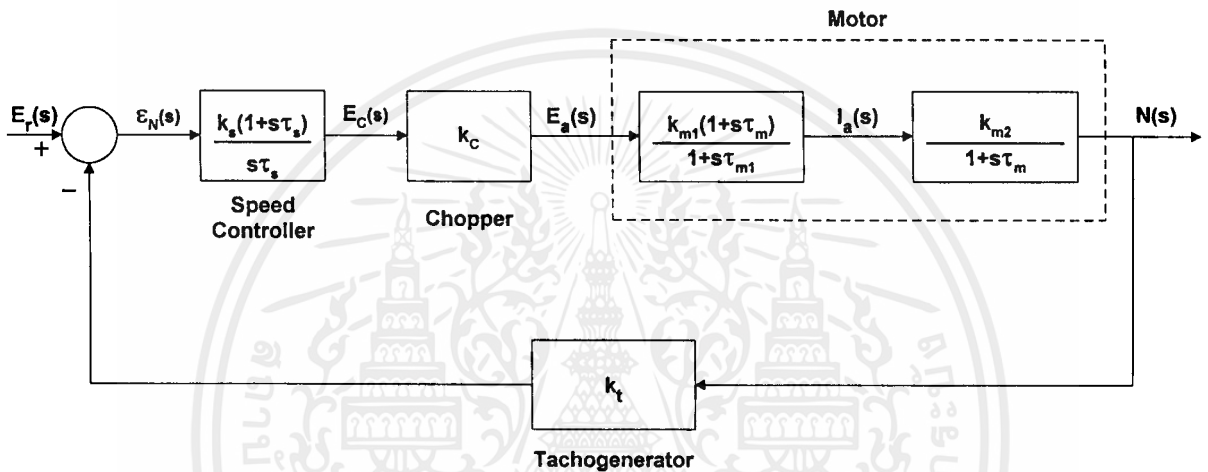 Motor
E_r(s)
+
−
ε_N(s)
k_s(1+sτ_s)
sτ_s
Speed
Controller
E_C(s)
k_C
Chopper
E_a(s)
k_m1(1+sτ_m)
1+sτ_m1
I_a(s)
k_m2
1+sτ_m
N(s)
k_t
Tachogenerator